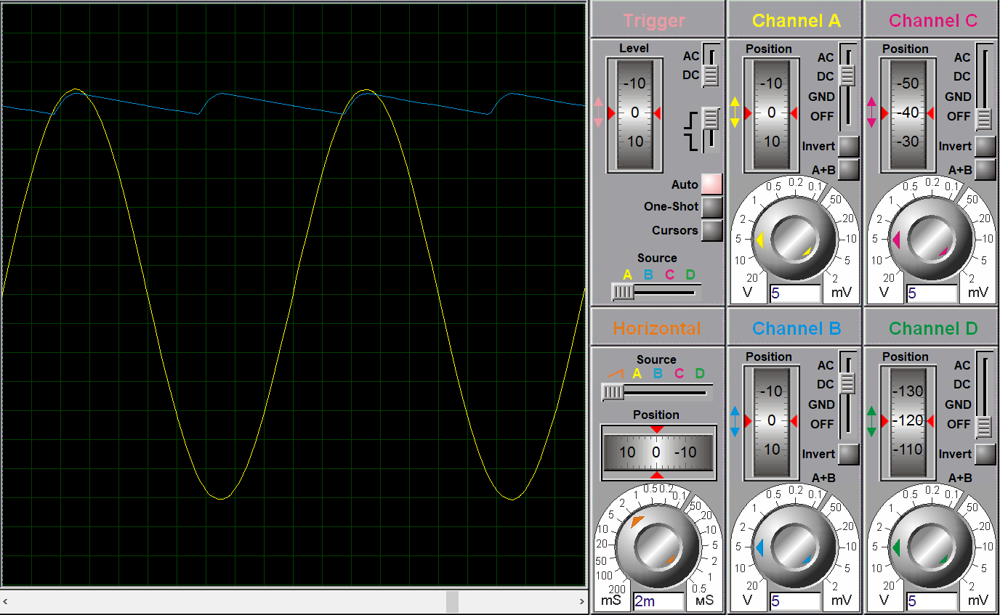 Trigger
Level
AC
DC
-10
0
10
Auto
One-Shot
Cursors
Source
A B C D
Channel A
Position
AC
DC
GND
OFF
-10
0
10
Invert
A+B
20 10 5 2 1 0.5 0.2 0.1 50 20 10 5 2
V 5 mV
Channel C
Position
AC
DC
GND
OFF
-50
-40
-30
Invert
A+B
20 10 5 2 1 0.5 0.2 0.1 50 20 10 5 2
V 5 mV
Horizontal
Source
A B C D
Position
10 0 -10
200 100 50 20 10 5 2 1 0.5 0.2 0.1 50 20 10 5 2 1 0.5
mS 2m мS
Channel B
Position
AC
DC
GND
OFF
-10
0
10
Invert
A+B
20 10 5 2 1 0.5 0.2 0.1 50 20 10 5 2
V 5 mV
Channel D
Position
AC
DC
GND
OFF
-130
-120
-110
Invert
A+B
20 10 5 2 1 0.5 0.2 0.1 50 20 10 5 2
V 5 mV